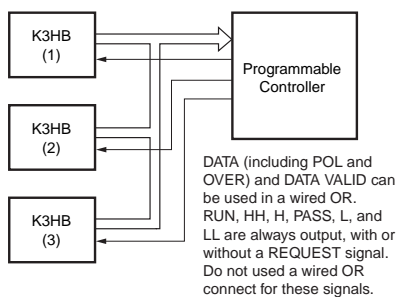 K3HB
(1)
Programmable
Controller
K3HB
(2)
K3HB
(3)
DATA (including POL and
OVER) and DATA VALID can
be used in a wired OR.
RUN, HH, H, PASS, L, and
LL are always output, with or
without a REQUEST signal.
Do not used a wired OR
connect for these signals.